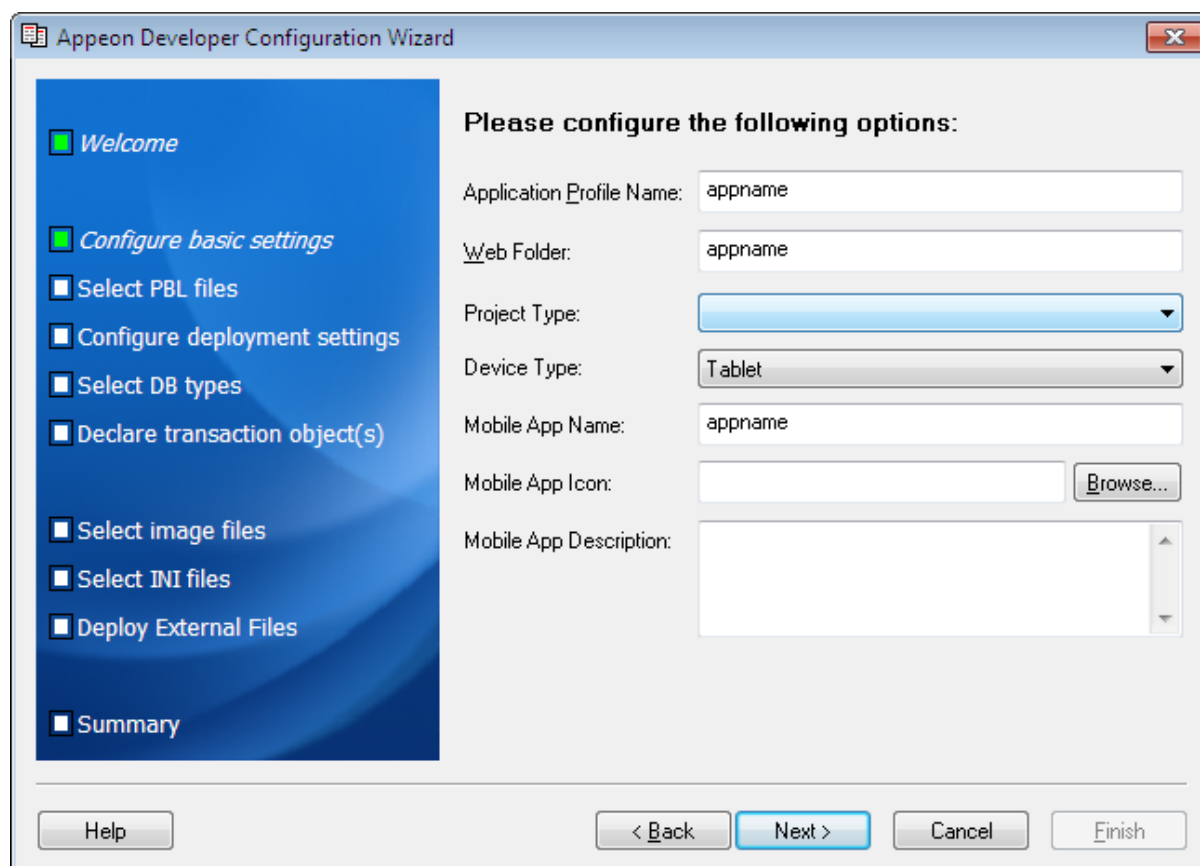 Appeon Developer Configuration Wizard
Welcome
Configure basic settings
Select PBL files
Configure deployment settings
Select DB types
Declare transaction object(s)
Select image files
Select INI files
Deploy External Files
Summary
Please configure the following options:
Application Profile Name: appname
Web Folder: appname
Project Type:
Device Type: Tablet
Mobile App Name: appname
Mobile App Icon: Browse...
Mobile App Description:
Help < Back Next > Cancel Finish